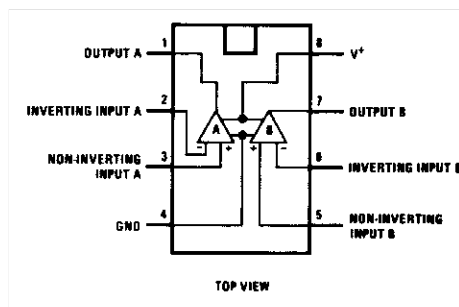 1
OUTPUT A
8
V+
2
INVERTING INPUT A
7
OUTPUT B
A
B
- +
+ -
NON-INVERTING
INPUT A
3
6
INVERTING INPUT B
4
GND
5
NON-INVERTING
INPUT B
TOP VIEW